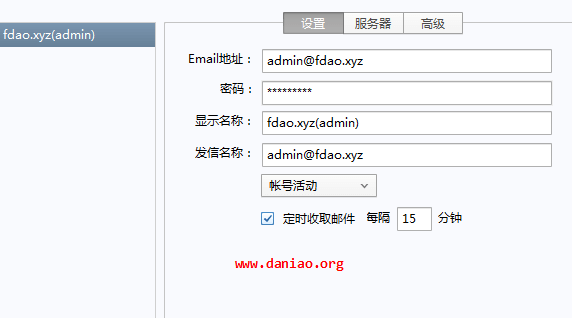 fdao.xyz(admin)
设置 服务器 高级
Email地址： admin@fdao.xyz
密码： *********
显示名称： fdao.xyz(admin)
发信名称： admin@fdao.xyz
帐号活动
定时收取邮件 每隔 15 分钟
www.daniao.org